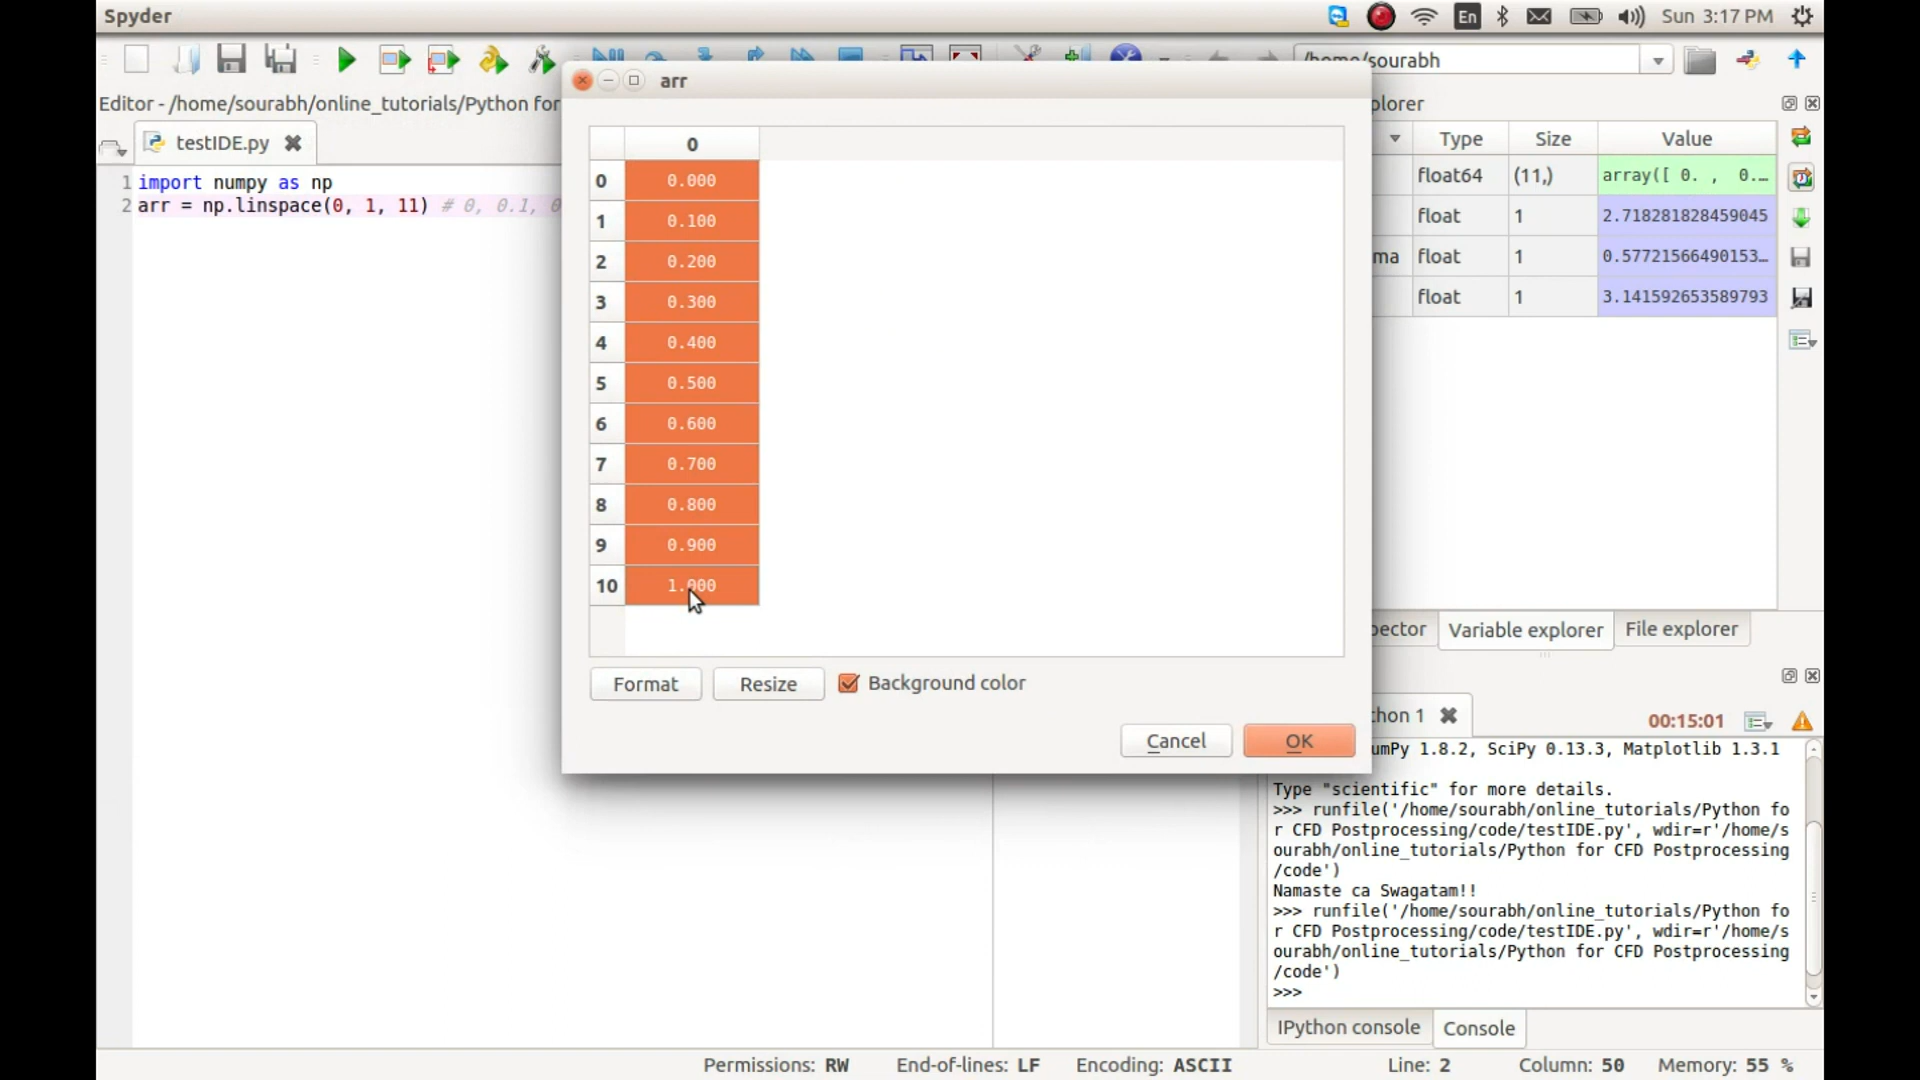 Spyder
En
Sun 3:17 PM
/home/sourabh
Editor - /home/sourabh/online_tutorials/Python for
testIDE.py
1 import numpy as np
2 arr = np.linspace(0, 1, 11) # 0, 0.1, 0
arr
0
0 0.000
1 0.100
2 0.200
3 0.300
4 0.400
5 0.500
6 0.600
7 0.700
8 0.800
9 0.900
10 1.000
Format
Resize
Background color
Cancel
OK
plorer
Type Size Value
float64 (11,) array([ 0. , 0.…
float 1 2.718281828459045
ma float 1 0.57721566490153…
float 1 3.141592653589793
pector
Variable explorer
File explorer
thon 1
00:15:01
umPy 1.8.2, SciPy 0.13.3, Matplotlib 1.3.1
Type "scientific" for more details.
>>> runfile('/home/sourabh/online_tutorials/Python fo
r CFD Postprocessing/code/testIDE.py', wdir=r'/home/s
ourabh/online_tutorials/Python for CFD Postprocessing
/code')
Namaste ca Swagatam!!
>>> runfile('/home/sourabh/online_tutorials/Python fo
r CFD Postprocessing/code/testIDE.py', wdir=r'/home/s
ourabh/online_tutorials/Python for CFD Postprocessing
/code')
>>>
IPython console
Console
Permissions: RW End-of-lines: LF Encoding: ASCII Line: 2 Column: 50 Memory: 55 %